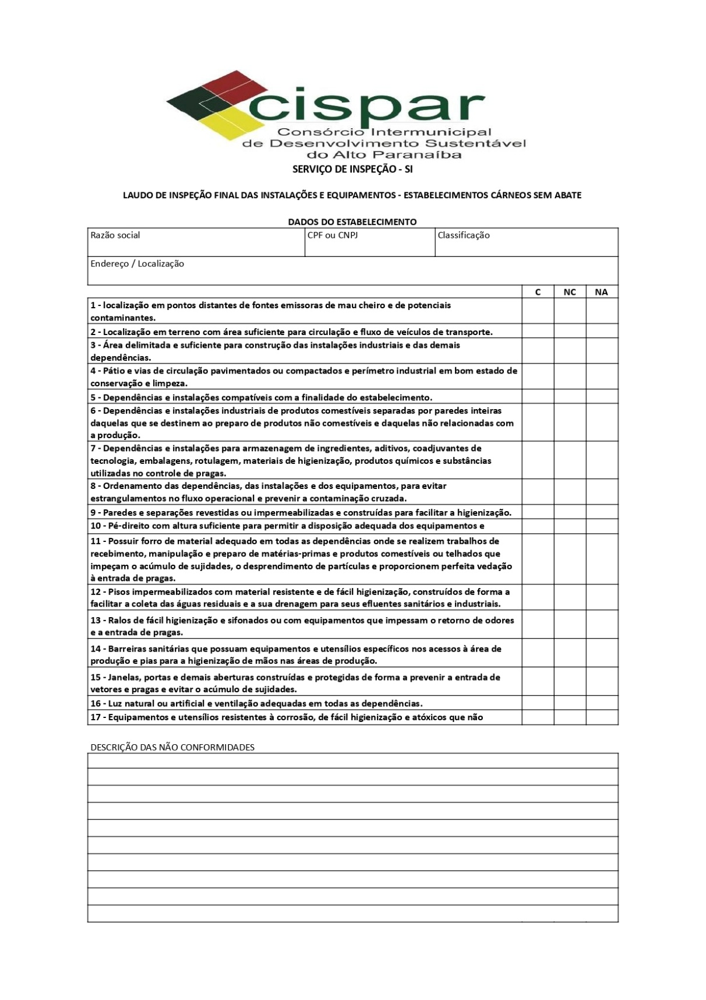 cispar
Consórcio Intermunicipal
de Desenvolvimento Sustentável
do Alto Paranaíba
SERVIÇO DE INSPEÇÃO - SI
LAUDO DE INSPEÇÃO FINAL DAS INSTALAÇÕES E EQUIPAMENTOS - ESTABELECIMENTOS CÁRNEOS SEM ABATE
DADOS DO ESTABELECIMENTO
Razão social CPF ou CNPJ Classificação
Endereço / Localização
C NC NA
1 - localização em pontos distantes de fontes emissoras de mau cheiro e de potenciais
contaminantes.
2 - Localização em terreno com área suficiente para circulação e fluxo de veículos de transporte.
3 - Área delimitada e suficiente para construção das instalações industriais e das demais
dependências.
4 - Pátio e vias de circulação pavimentados ou compactados e perímetro industrial em bom estado de
conservação e limpeza.
5 - Dependências e instalações compatíveis com a finalidade do estabelecimento.
6 - Dependências e instalações industriais de produtos comestíveis separadas por paredes inteiras
daquelas que se destinem ao preparo de produtos não comestíveis e daquelas não relacionadas com
a produção.
7 - Dependências e instalações para armazenagem de ingredientes, aditivos, coadjuvantes de
tecnologia, embalagens, rotulagem, materiais de higienização, produtos químicos e substâncias
utilizadas no controle de pragas.
8 - Ordenamento das dependências, das instalações e dos equipamentos, para evitar
estrangulamentos no fluxo operacional e prevenir a contaminação cruzada.
9 - Paredes e separações revestidas ou impermeabilizadas e construídas para facilitar a higienização.
10 - Pé-direito com altura suficiente para permitir a disposição adequada dos equipamentos e
11 - Possuir forro de material adequado em todas as dependências onde se realizem trabalhos de
recebimento, manipulação e preparo de matérias-primas e produtos comestíveis ou telhados que
impeçam o acúmulo de sujidades, o desprendimento de partículas e proporcionem perfeita vedação
à entrada de pragas.
12 - Pisos impermeabilizados com material resistente e de fácil higienização, construídos de forma a
facilitar a coleta das águas residuais e a sua drenagem para seus efluentes sanitários e industriais.
13 - Ralos de fácil higienização e sifonados ou com equipamentos que impessam o retorno de odores
e a entrada de pragas.
14 - Barreiras sanitárias que possuam equipamentos e utensílios específicos nos acessos à área de
produção e pias para a higienização de mãos nas áreas de produção.
15 - Janelas, portas e demais aberturas construídas e protegidas de forma a prevenir a entrada de
vetores e pragas e evitar o acúmulo de sujidades.
16 - Luz natural ou artificial e ventilação adequadas em todas as dependências.
17 - Equipamentos e utensílios resistentes à corrosão, de fácil higienização e atóxicos que não
DESCRIÇÃO DAS NÃO CONFORMIDADES